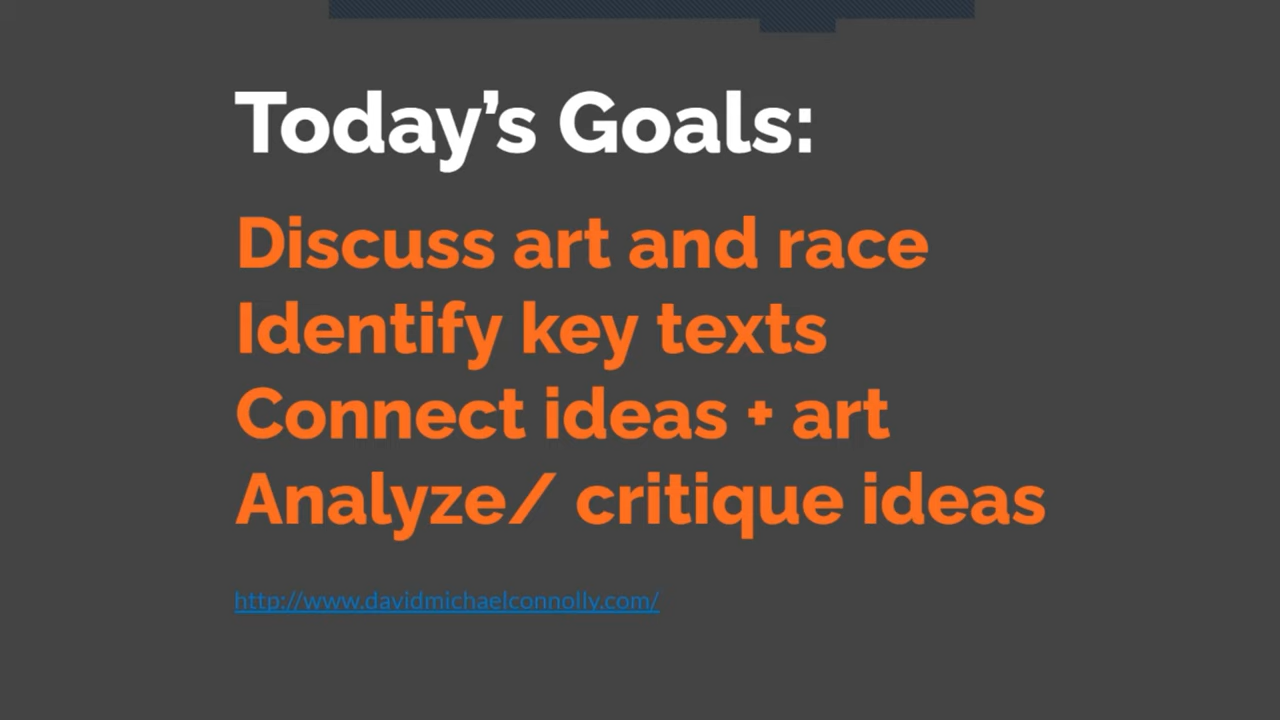 Today’s Goals:
Discuss art and race
Identify key texts
Connect ideas + art
Analyze/ critique ideas
http://www.davidmichaelconnolly.com/